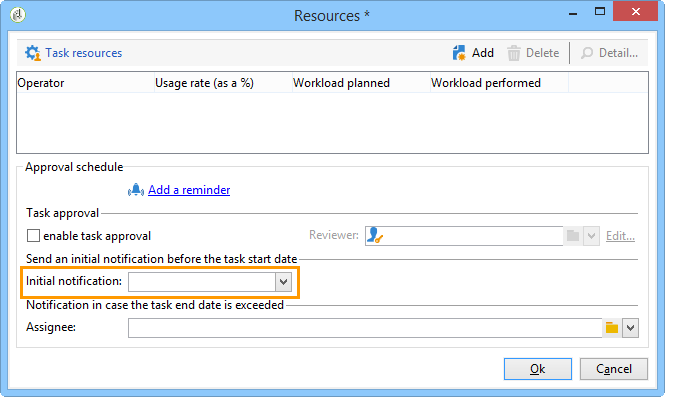 Resources *
Task resources Add Delete Detail...
Operator Usage rate (as a %) Workload planned Workload performed
Approval schedule
Add a reminder
Task approval
enable task approval Reviewer: Edit...
Send an initial notification before the task start date
Initial notification:
Notification in case the task end date is exceeded
Assignee:
Ok Cancel